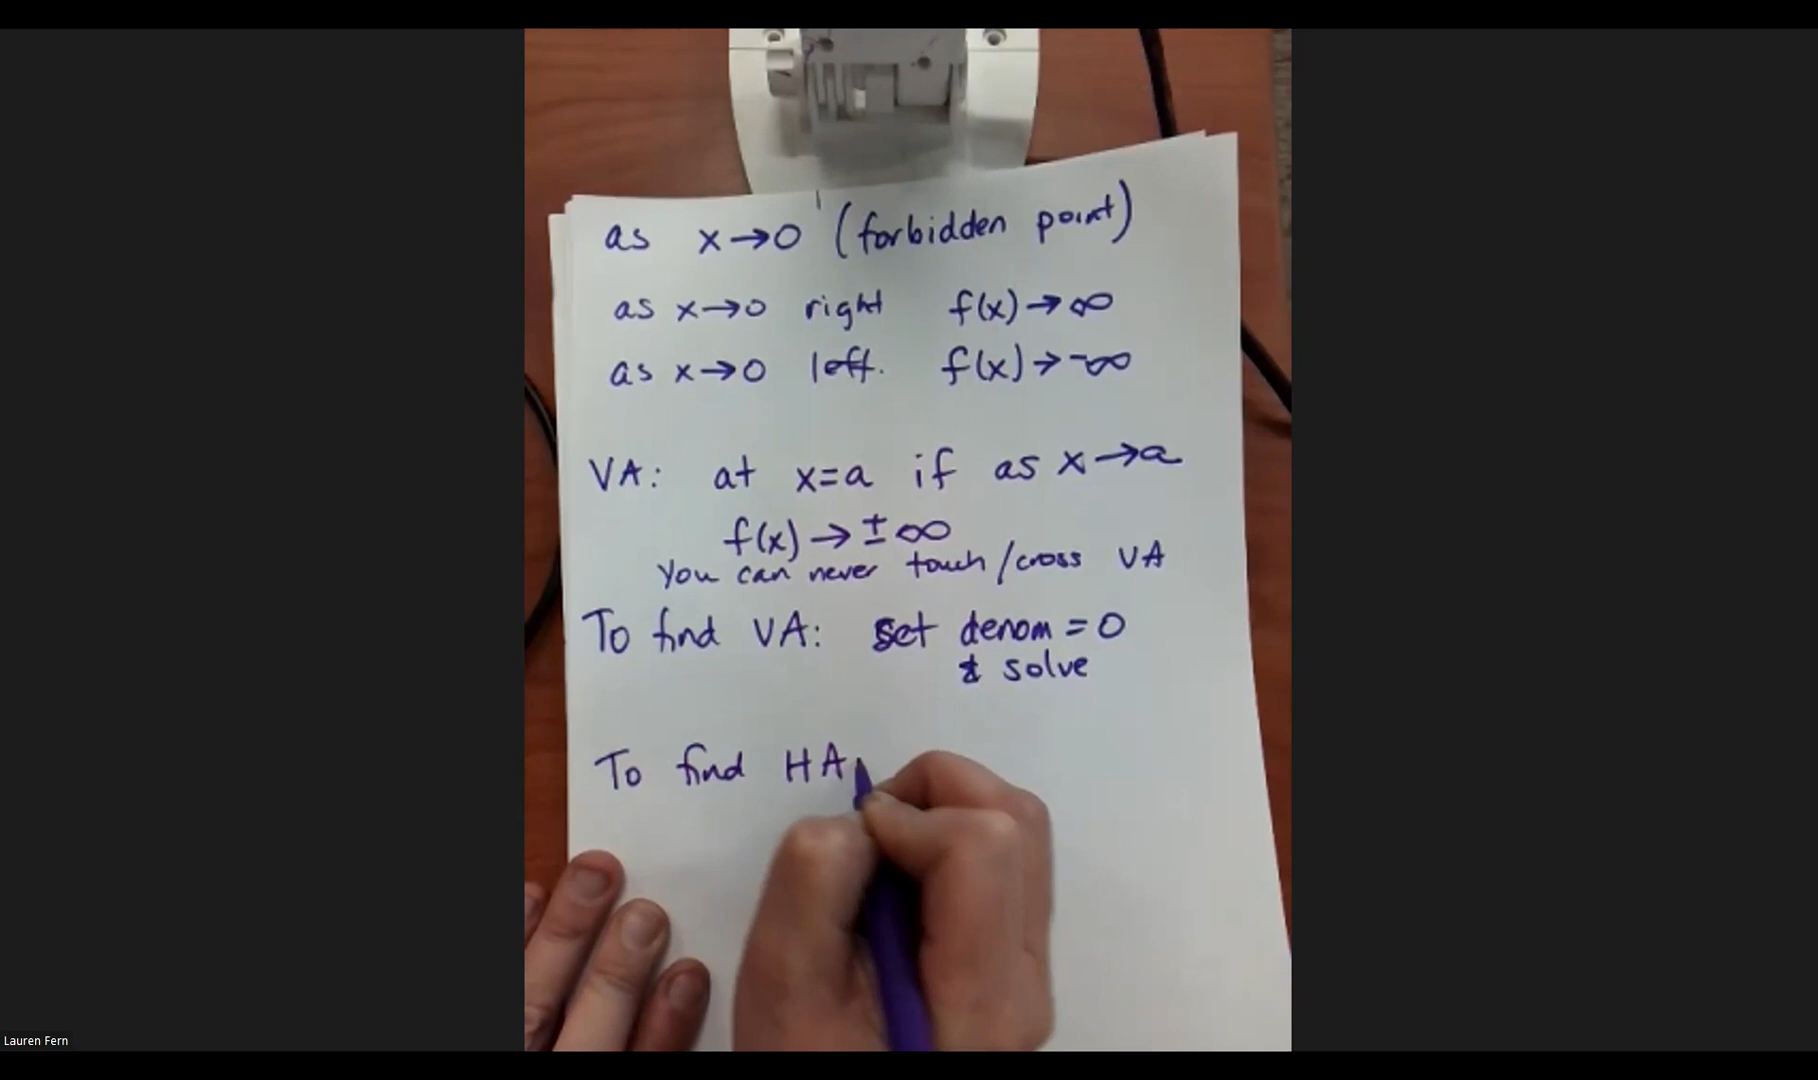 as x→0 (forbidden point)
as x→0 right f(x)→∞
as x→0 left. f(x)→-∞
VA: at x=a if as x→a
f(x)→±∞
You can never touch/cross VA
To find VA: set denom=0
& solve
To find HA
Lauren Fern